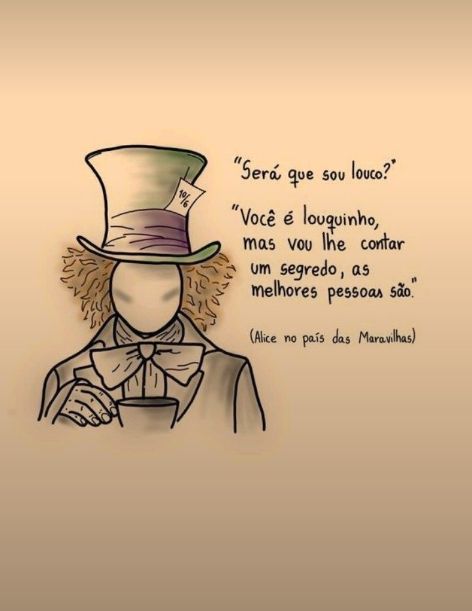 10/6
"Será que sou louco?"
"Você é louquinho,
mas vou lhe contar
um segredo, as
melhores pessoas são."
(Alice no país das Maravilhas)